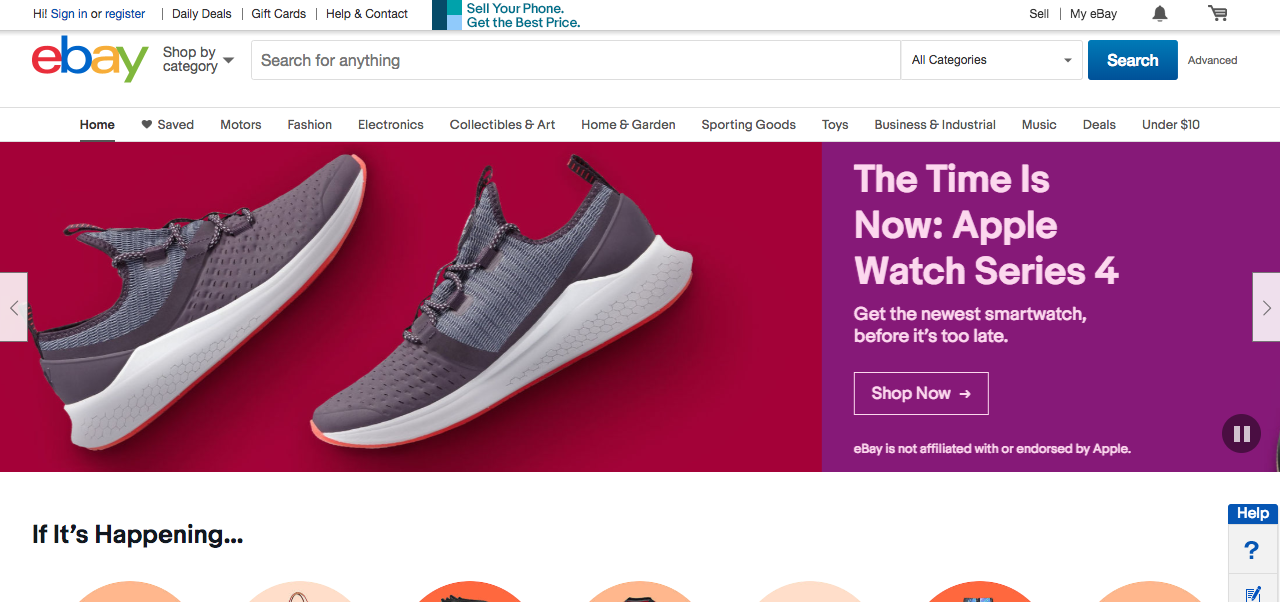 Hi! Sign in or register
Daily Deals
Gift Cards
Help & Contact
Sell Your Phone.
Get the Best Price.
Sell
My eBay
ebay
Shop by
category
Search for anything
All Categories
Search
Advanced
Home
Saved
Motors
Fashion
Electronics
Collectibles & Art
Home & Garden
Sporting Goods
Toys
Business & Industrial
Music
Deals
Under $10
The Time Is
Now: Apple
Watch Series 4
Get the newest smartwatch,
before it's too late.
Shop Now →
eBay is not affiliated with or endorsed by Apple.
If It's Happening...
Help
?